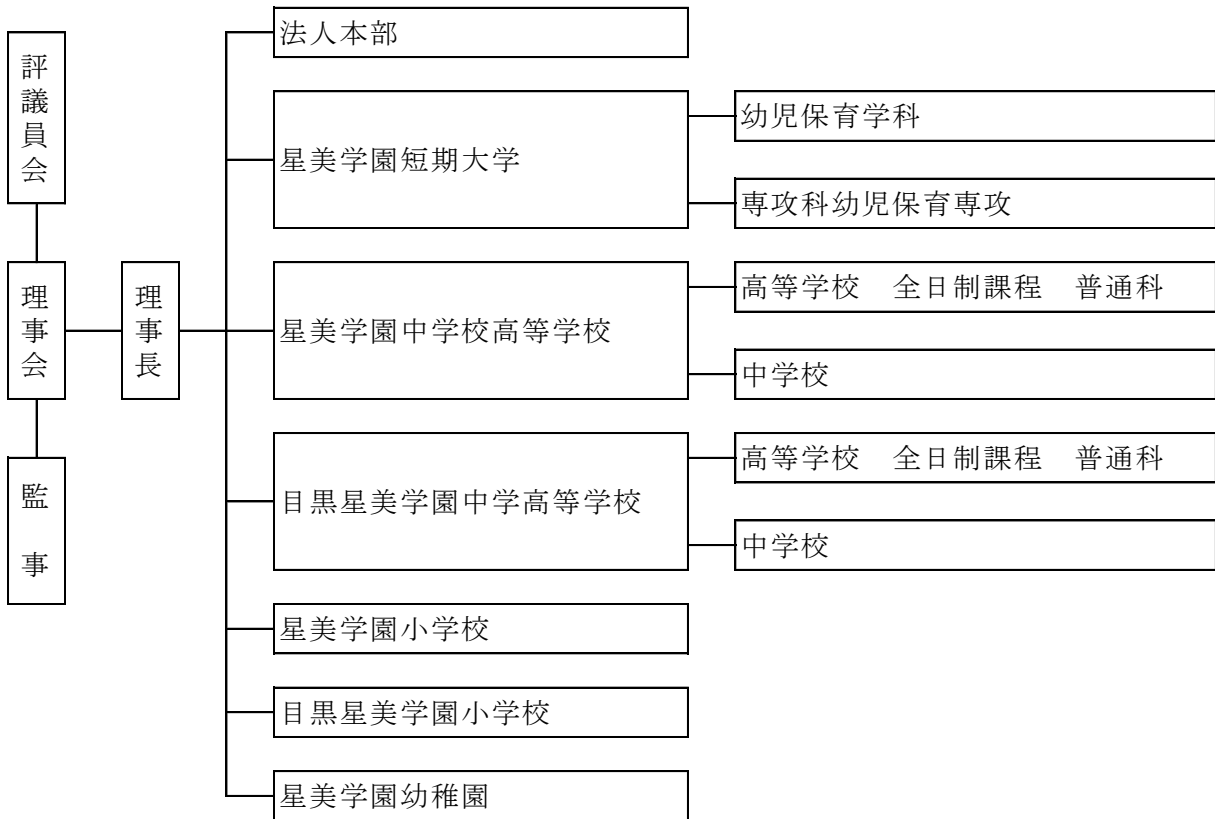 評議員会
理事会
監　事
理事長
法人本部
星美学園短期大学
幼児保育学科
専攻科幼児保育専攻
星美学園中学校高等学校
高等学校　全日制課程　普通科
中学校
目黒星美学園中学高等学校
高等学校　全日制課程　普通科
中学校
星美学園小学校
目黒星美学園小学校
星美学園幼稚園